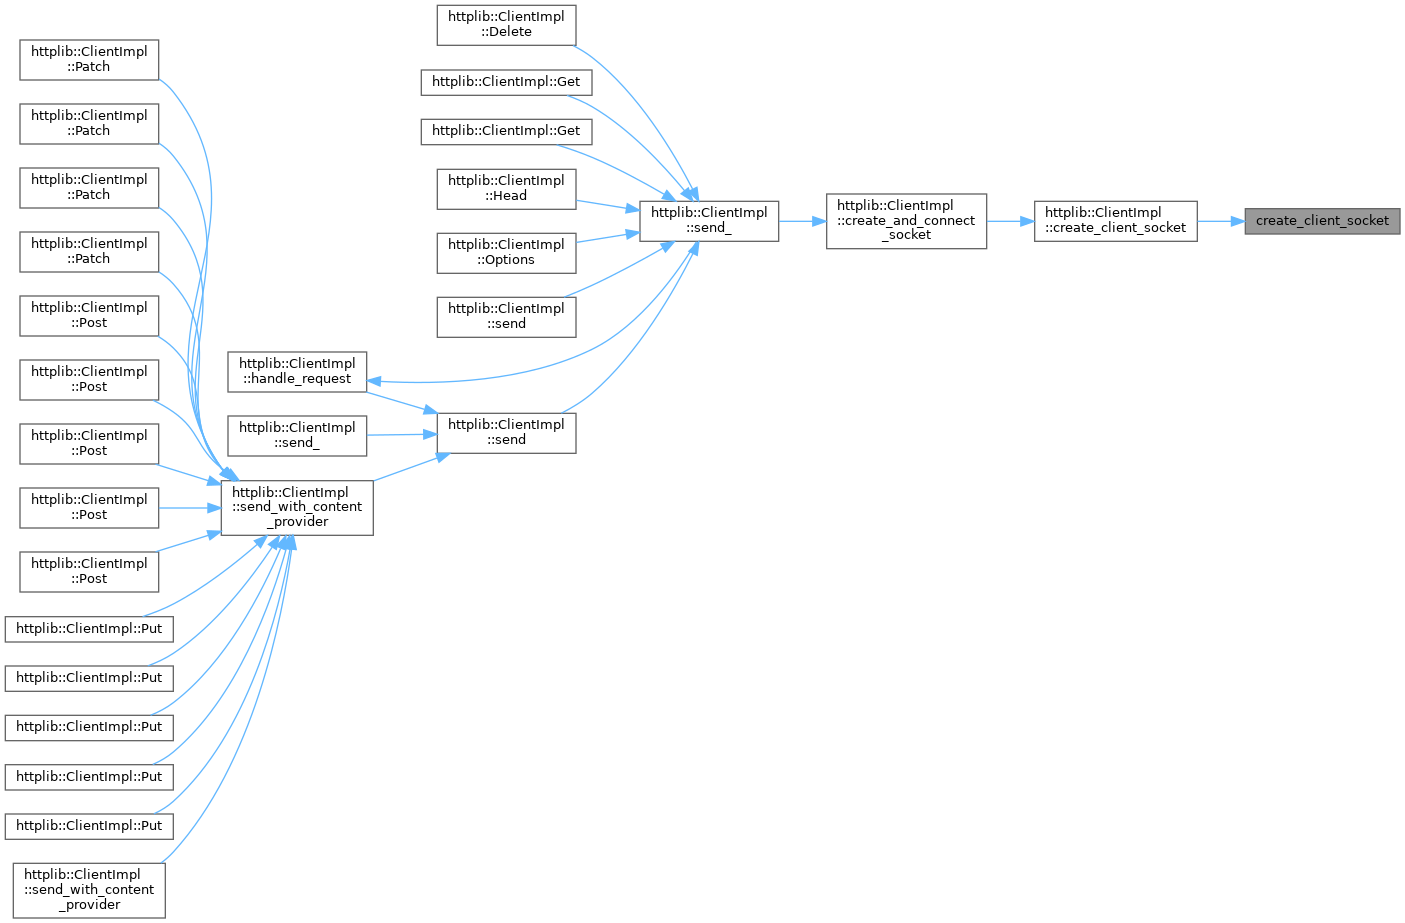 httplib::ClientImpl
::Patch
httplib::ClientImpl
::Patch
httplib::ClientImpl
::Patch
httplib::ClientImpl
::Patch
httplib::ClientImpl
::Post
httplib::ClientImpl
::Post
httplib::ClientImpl
::Post
httplib::ClientImpl
::Post
httplib::ClientImpl
::Post
httplib::ClientImpl::Put
httplib::ClientImpl::Put
httplib::ClientImpl::Put
httplib::ClientImpl::Put
httplib::ClientImpl::Put
httplib::ClientImpl
::send_with_content
_provider
httplib::ClientImpl
::handle_request
httplib::ClientImpl
::send_
httplib::ClientImpl
::send_with_content
_provider
httplib::ClientImpl
::Delete
httplib::ClientImpl::Get
httplib::ClientImpl::Get
httplib::ClientImpl
::Head
httplib::ClientImpl
::Options
httplib::ClientImpl
::send
httplib::ClientImpl
::send
httplib::ClientImpl
::send_
httplib::ClientImpl
::create_and_connect
_socket
httplib::ClientImpl
::create_client_socket
create_client_socket